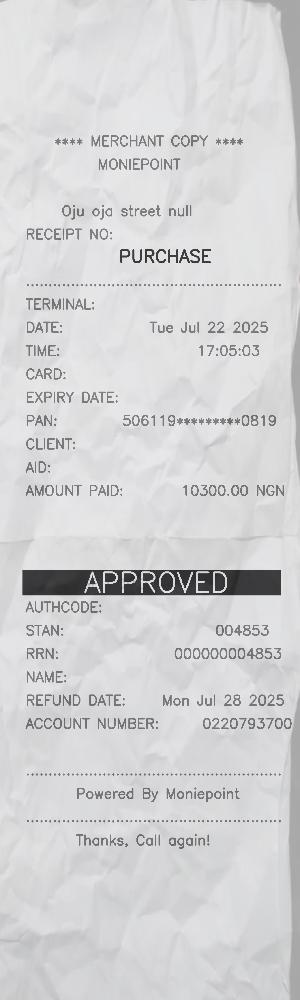 **** MERCHANT COPY ****
MONIEPOINT
Oju oja street null
RECEIPT NO:
PURCHASE
TERMINAL:
DATE: Tue Jul 22 2025
TIME: 17:05:03
CARD:
EXPIRY DATE:
PAN: 506119*********0819
CLIENT:
AID:
AMOUNT PAID: 10300.00 NGN
APPROVED
AUTHCODE:
STAN: 004853
RRN: 000000004853
NAME:
REFUND DATE: Mon Jul 28 2025
ACCOUNT NUMBER: 0220793700
Powered By Moniepoint
Thanks, Call again!